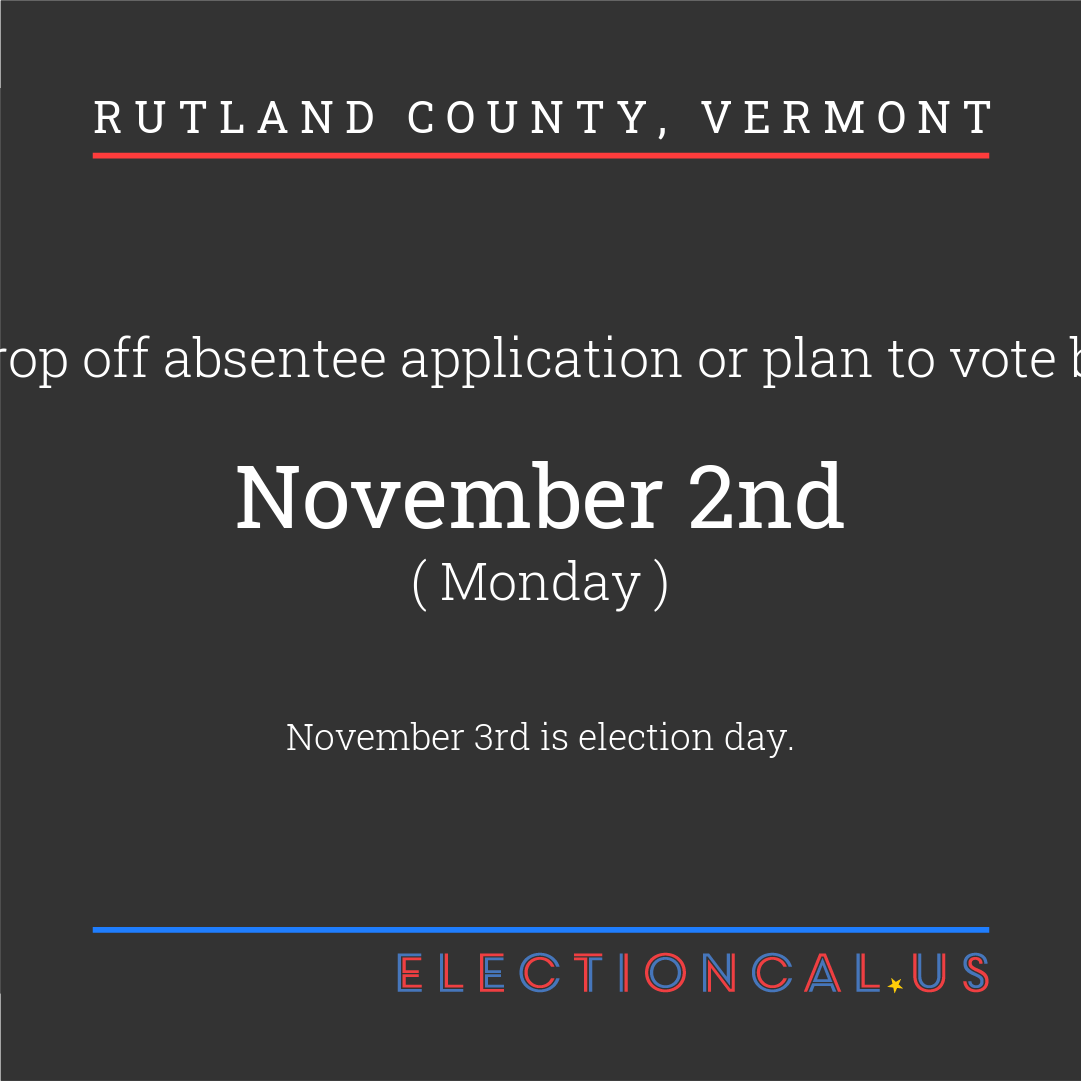 RUTLAND COUNTY, VERMONT
rop off absentee application or plan to vote b
November 2nd
( Monday )
November 3rd is election day.
ELECTIONCAL.US